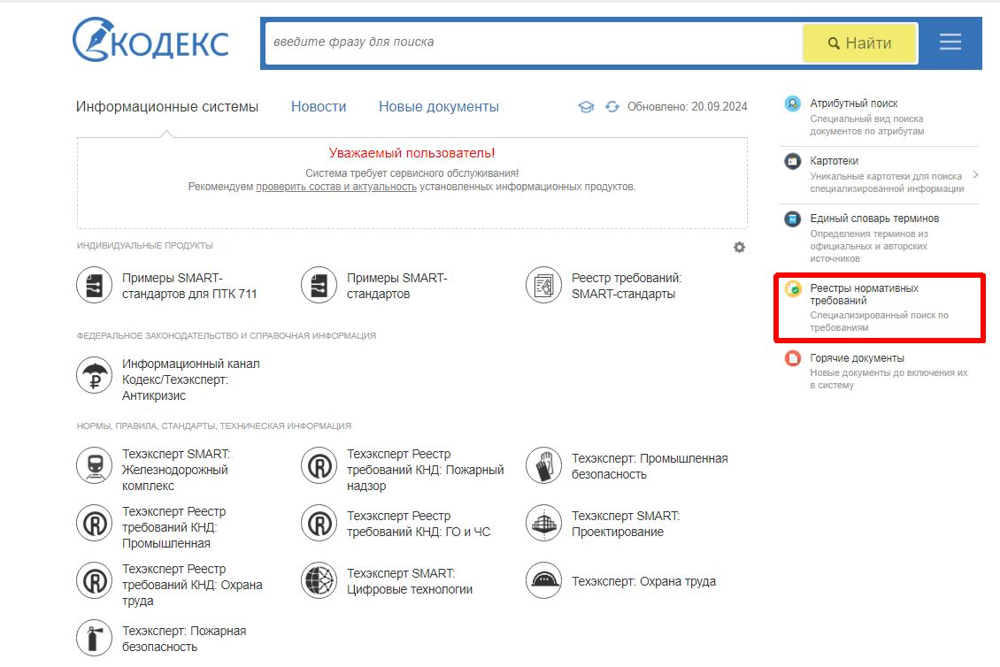 КОДЕКС
введите фразу для поиска
Найти
Информационные системы
Новости
Новые документы
Обновлено: 20.09.2024
Уважаемый пользователь!
Система требует сервисного обслуживания!
Рекомендуем проверить состав и актуальность установленных информационных продуктов.
ИНДИВИДУАЛЬНЫЕ ПРОДУКТЫ
Примеры SMART-
стандартов для ПТК 711
Примеры SMART-
стандартов
Реестр требований:
SMART-стандарты
ФЕДЕРАЛЬНОЕ ЗАКОНОДАТЕЛЬСТВО И СПРАВОЧНАЯ ИНФОРМАЦИЯ
Информационный канал
Кодекс/Техэксперт:
Антикризис
НОРМЫ, ПРАВИЛА, СТАНДАРТЫ, ТЕХНИЧЕСКАЯ ИНФОРМАЦИЯ
Техэксперт SMART:
Железнодорожный
комплекс
Техэксперт Реестр
требований КНД: Пожарный
надзор
Техэксперт: Промышленная
безопасность
Техэксперт Реестр
требований КНД:
Промышленная
Техэксперт Реестр
требований КНД: ГО и ЧС
Техэксперт SMART:
Проектирование
Техэксперт Реестр
требований КНД: Охрана
труда
Техэксперт SMART:
Цифровые технологии
Техэксперт: Охрана труда
Техэксперт: Пожарная
безопасность
Атрибутный поиск
Специальный вид поиска
документов по атрибутам
Картотеки
Уникальные картотеки для поиска
специализированной информации
Единый словарь терминов
Определения терминов из
официальных и авторских
источников
Реестры нормативных
требований
Специализированный поиск по
требованиям
Горячие документы
Новые документы до включения их
в систему